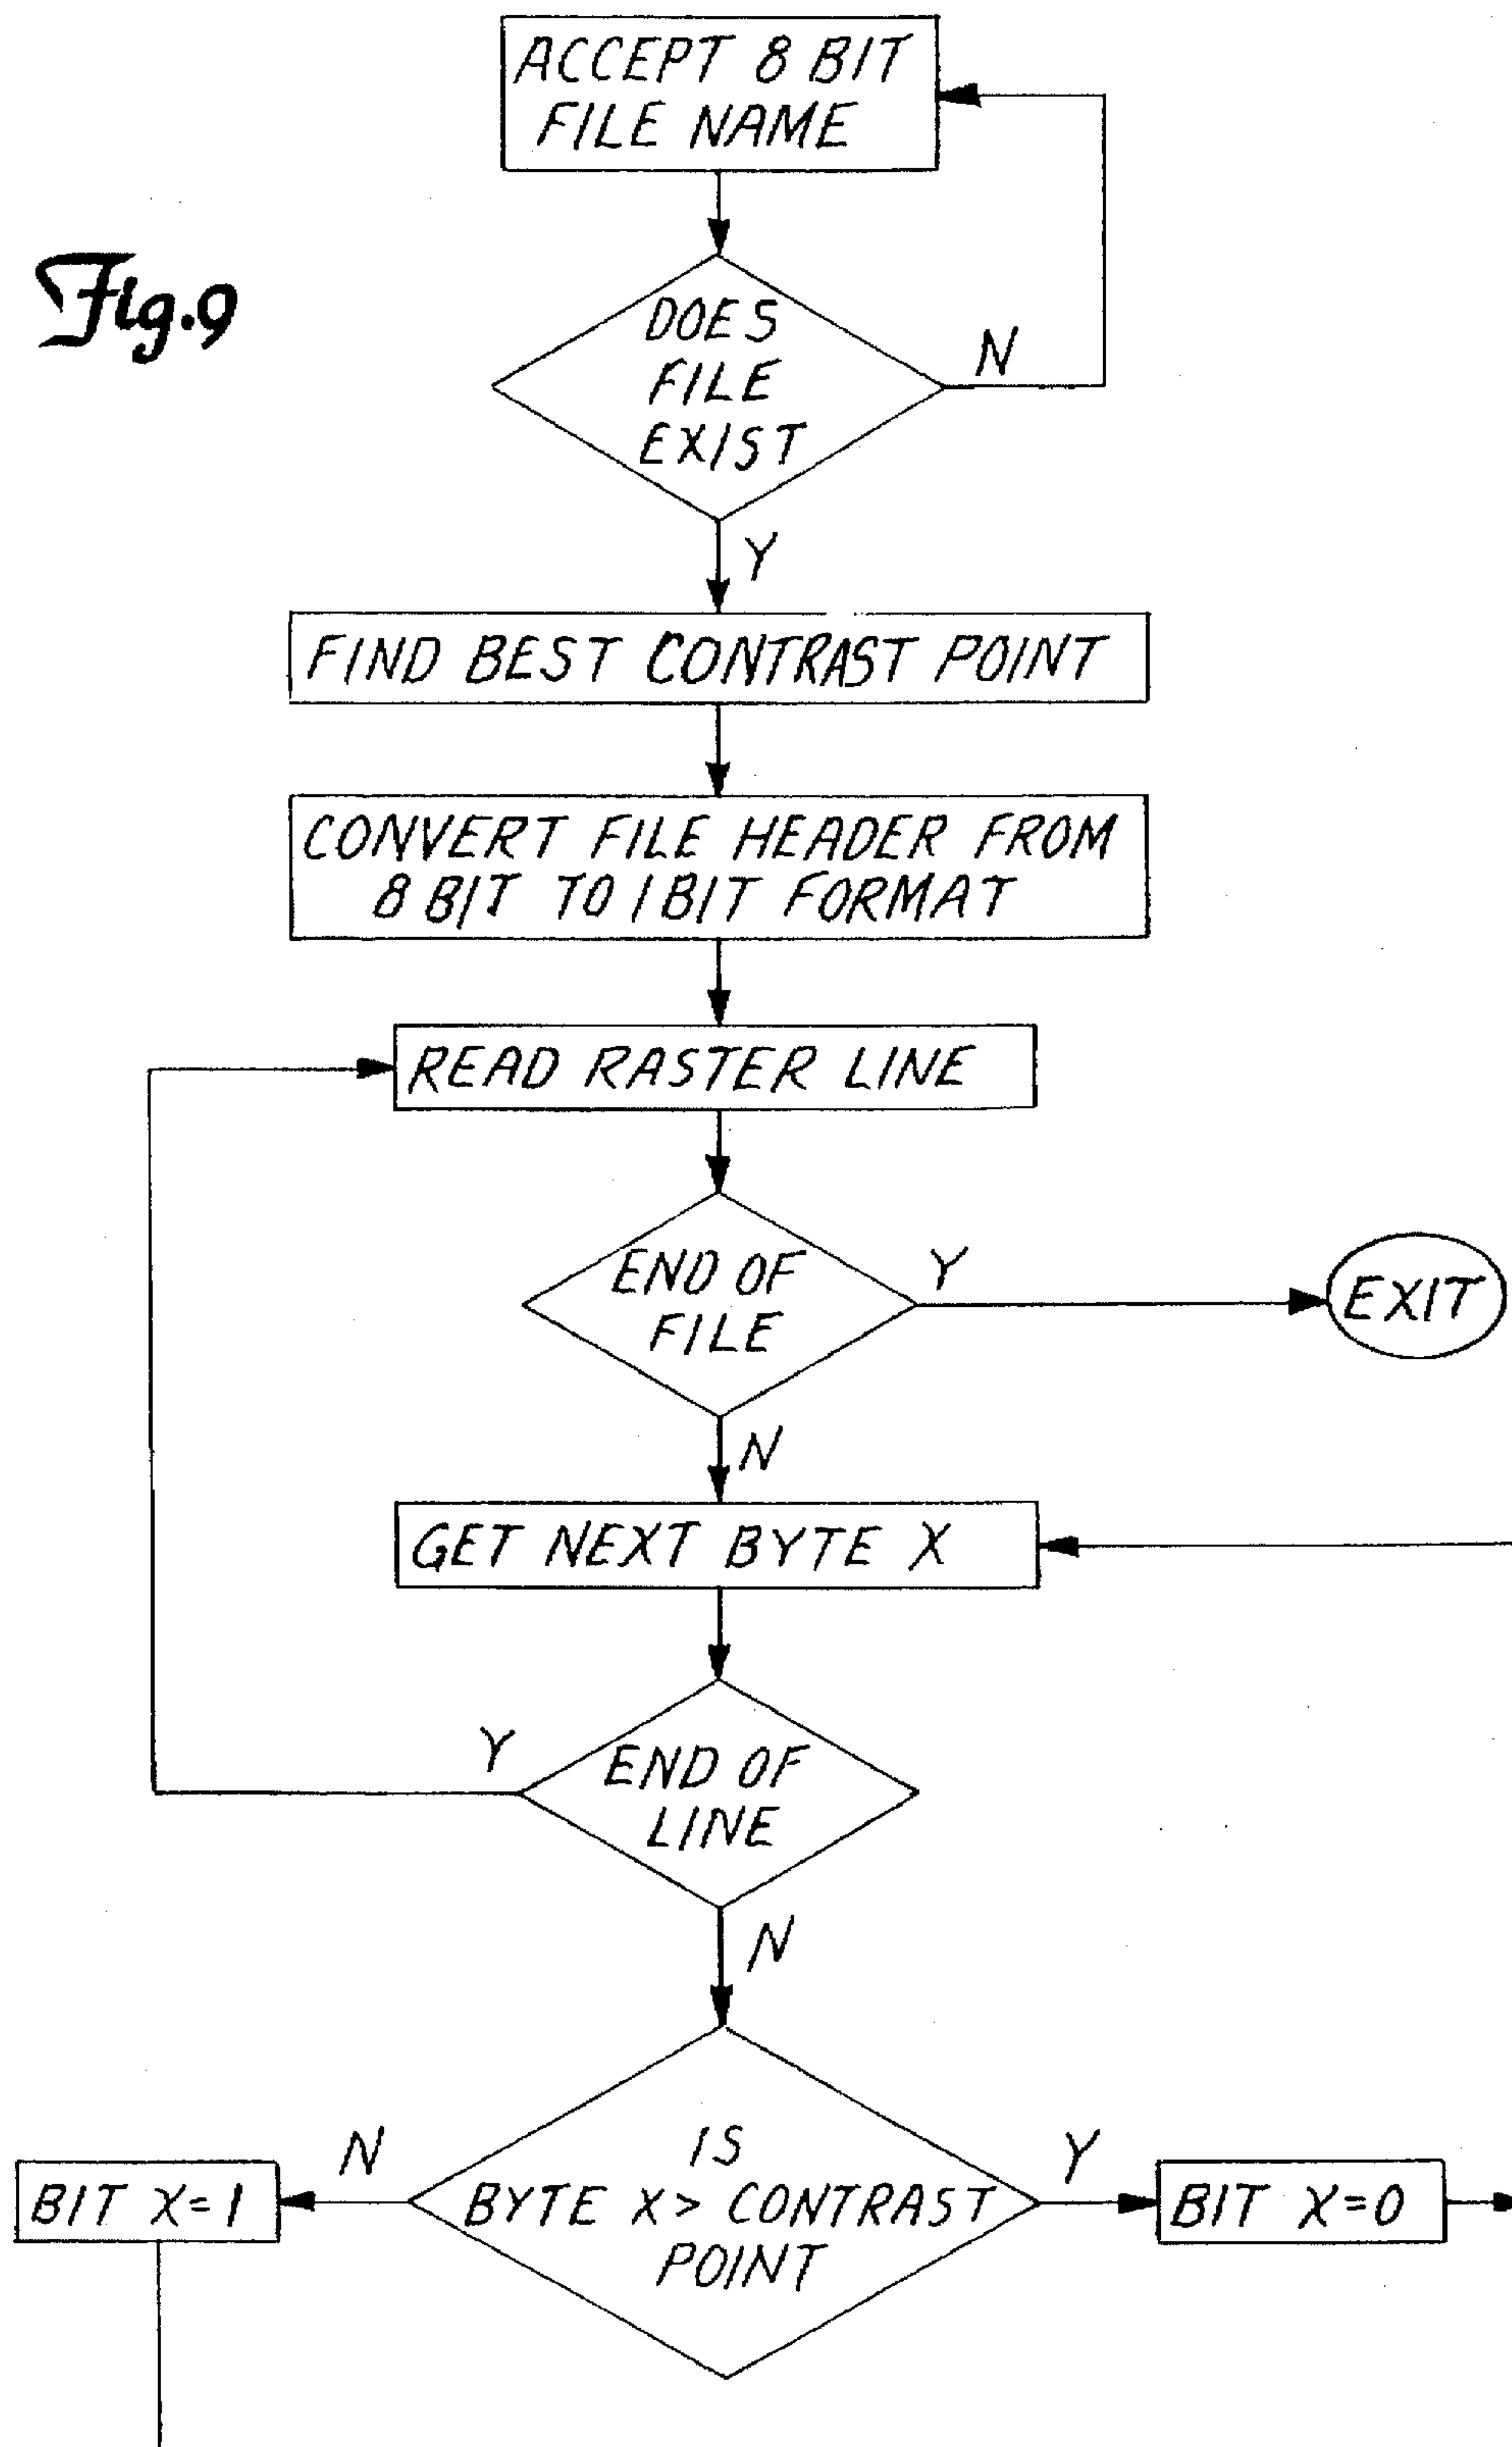 ACCEPT 8 BIT
FILE NAME
Fig.9
DOES
FILE
EXIST
N
Y
FIND BEST CONTRAST POINT
CONVERT FILE HEADER FROM
8 BIT TO 1 BIT FORMAT
READ RASTER LINE
END OF
FILE
Y
EXIT
N
GET NEXT BYTE X
Y
END OF
LINE
N
IS
BYTE X > CONTRAST
POINT
N
BIT X=1
Y
BIT X=0